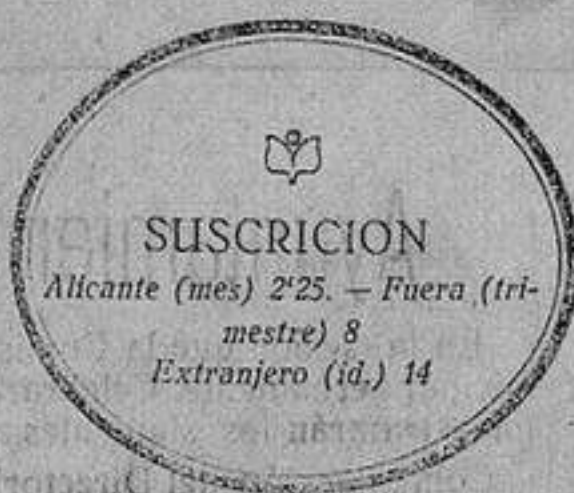 SUSCRICION
Alicante (mes) 2'25. — Fuera (tri-
mestre) 8
Extranjero (id.) 14